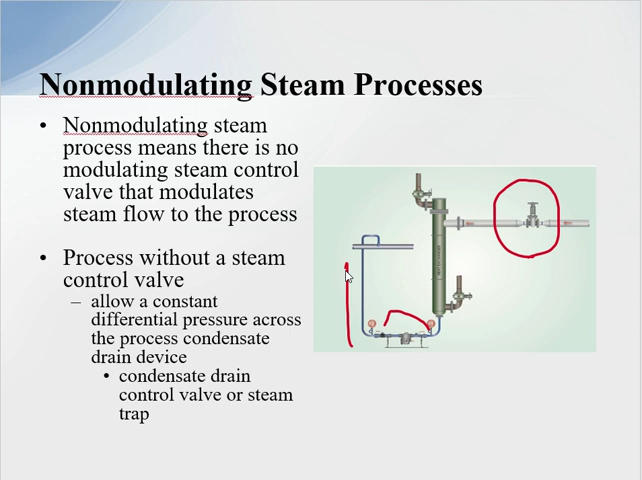 Nonmodulating Steam Processes
• Nonmodulating steam
process means there is no
modulating steam control
valve that modulates
steam flow to the process
• Process without a steam
control valve
– allow a constant
differential pressure across
the process condensate
drain device
• condensate drain
control valve or steam
trap